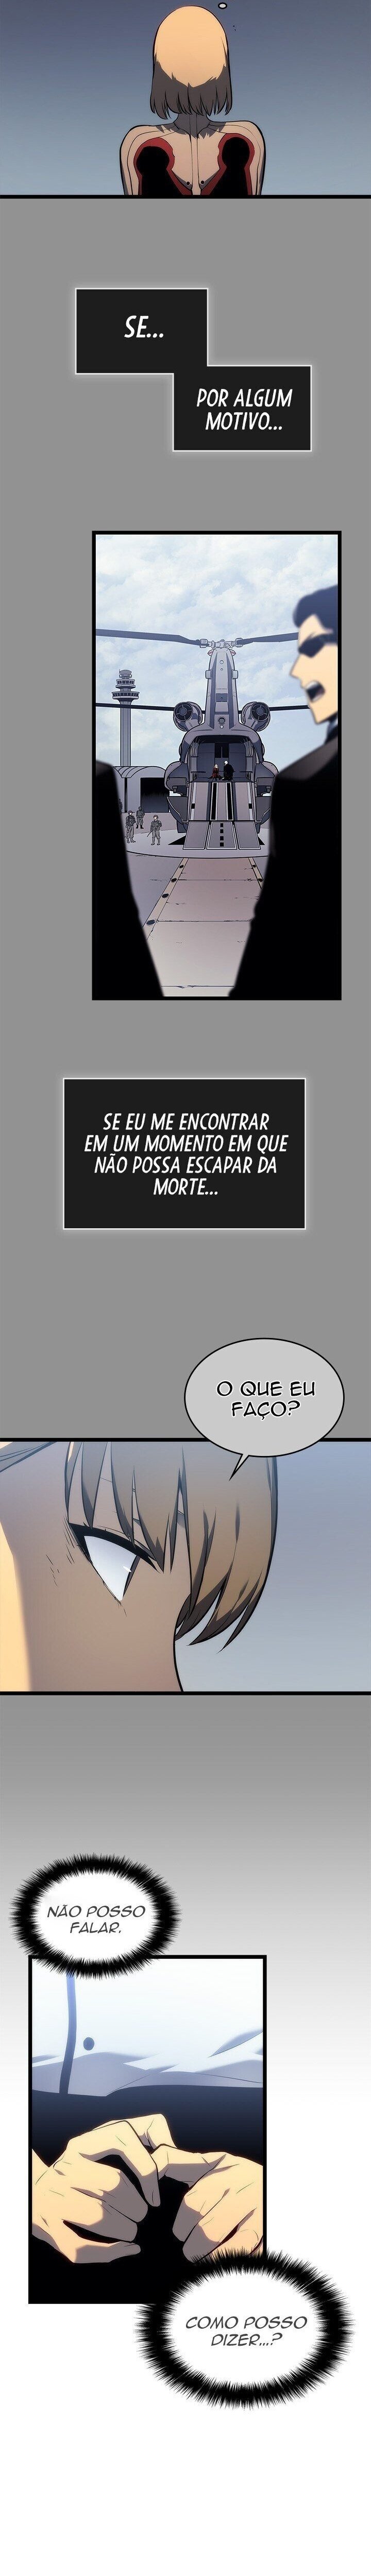 SE...
POR ALGUM
MOTIVO...
SE EU ME ENCONTRAR
EM UM MOMENTO EM QUE
NÃO POSSA ESCAPAR DA
MORTE...
O QUE EU
FAÇO?
NÃO POSSO
FALAR.
COMO POSSO
DIZER...?